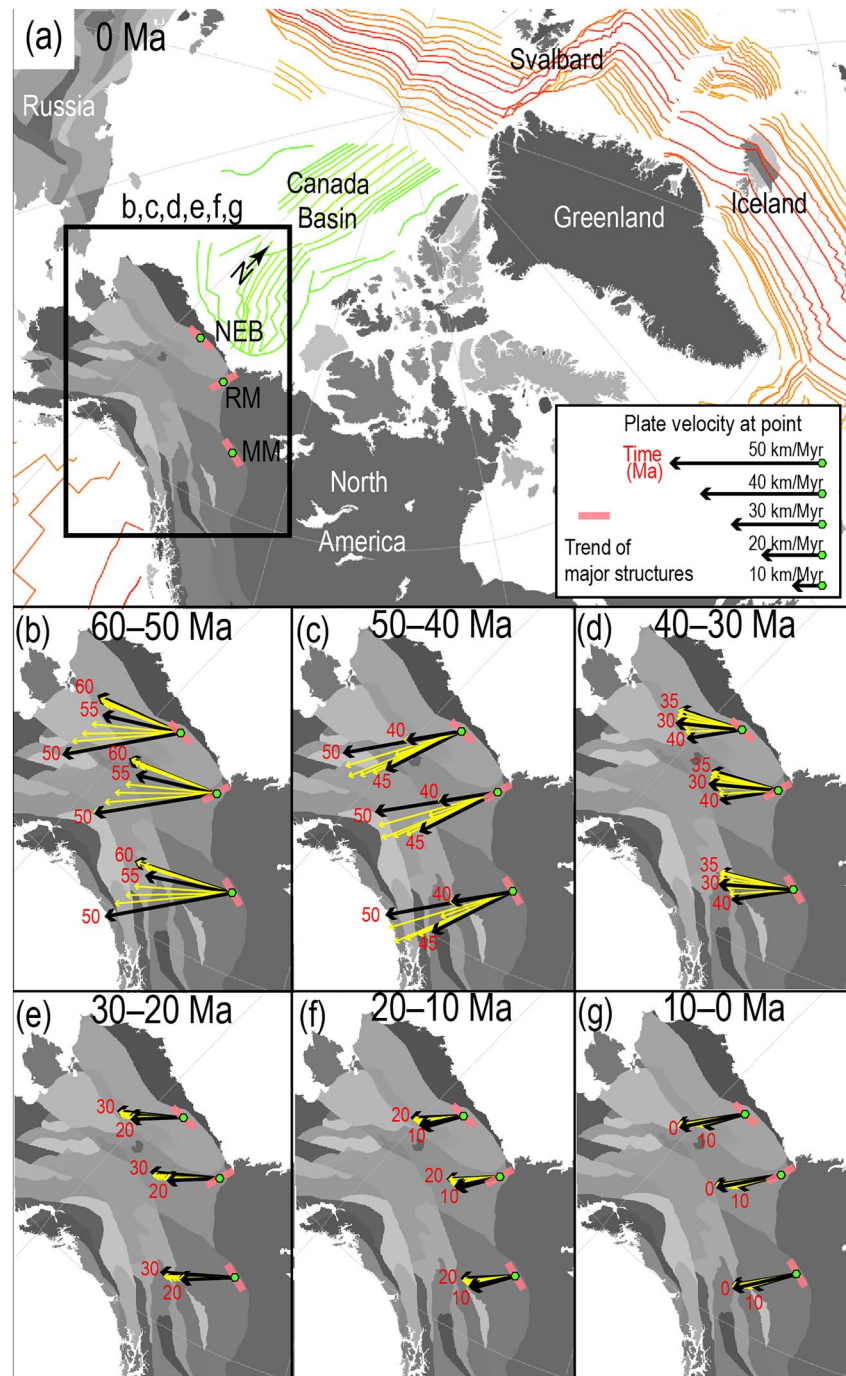 (a)
0 Ma
Russia
Svalbard
Canada
Basin
Greenland
Iceland
b,c,d,e,f,g
N
NEB
RM
MM
North
America
Plate velocity at point
Time
(Ma)
50 km/Myr
40 km/Myr
30 km/Myr
20 km/Myr
10 km/Myr
Trend of
major structures
(b)
60–50 Ma
60
55
50
60
55
50
60
55
50
(c)
50–40 Ma
40
50
45
40
50
45
40
50
45
(d)
40–30 Ma
35
30
40
35
30
40
35
30
40
(e)
30–20 Ma
30
20
30
20
30
20
(f)
20–10 Ma
20
10
20
10
20
10
(g)
10–0 Ma
0
10
0
10
0
10